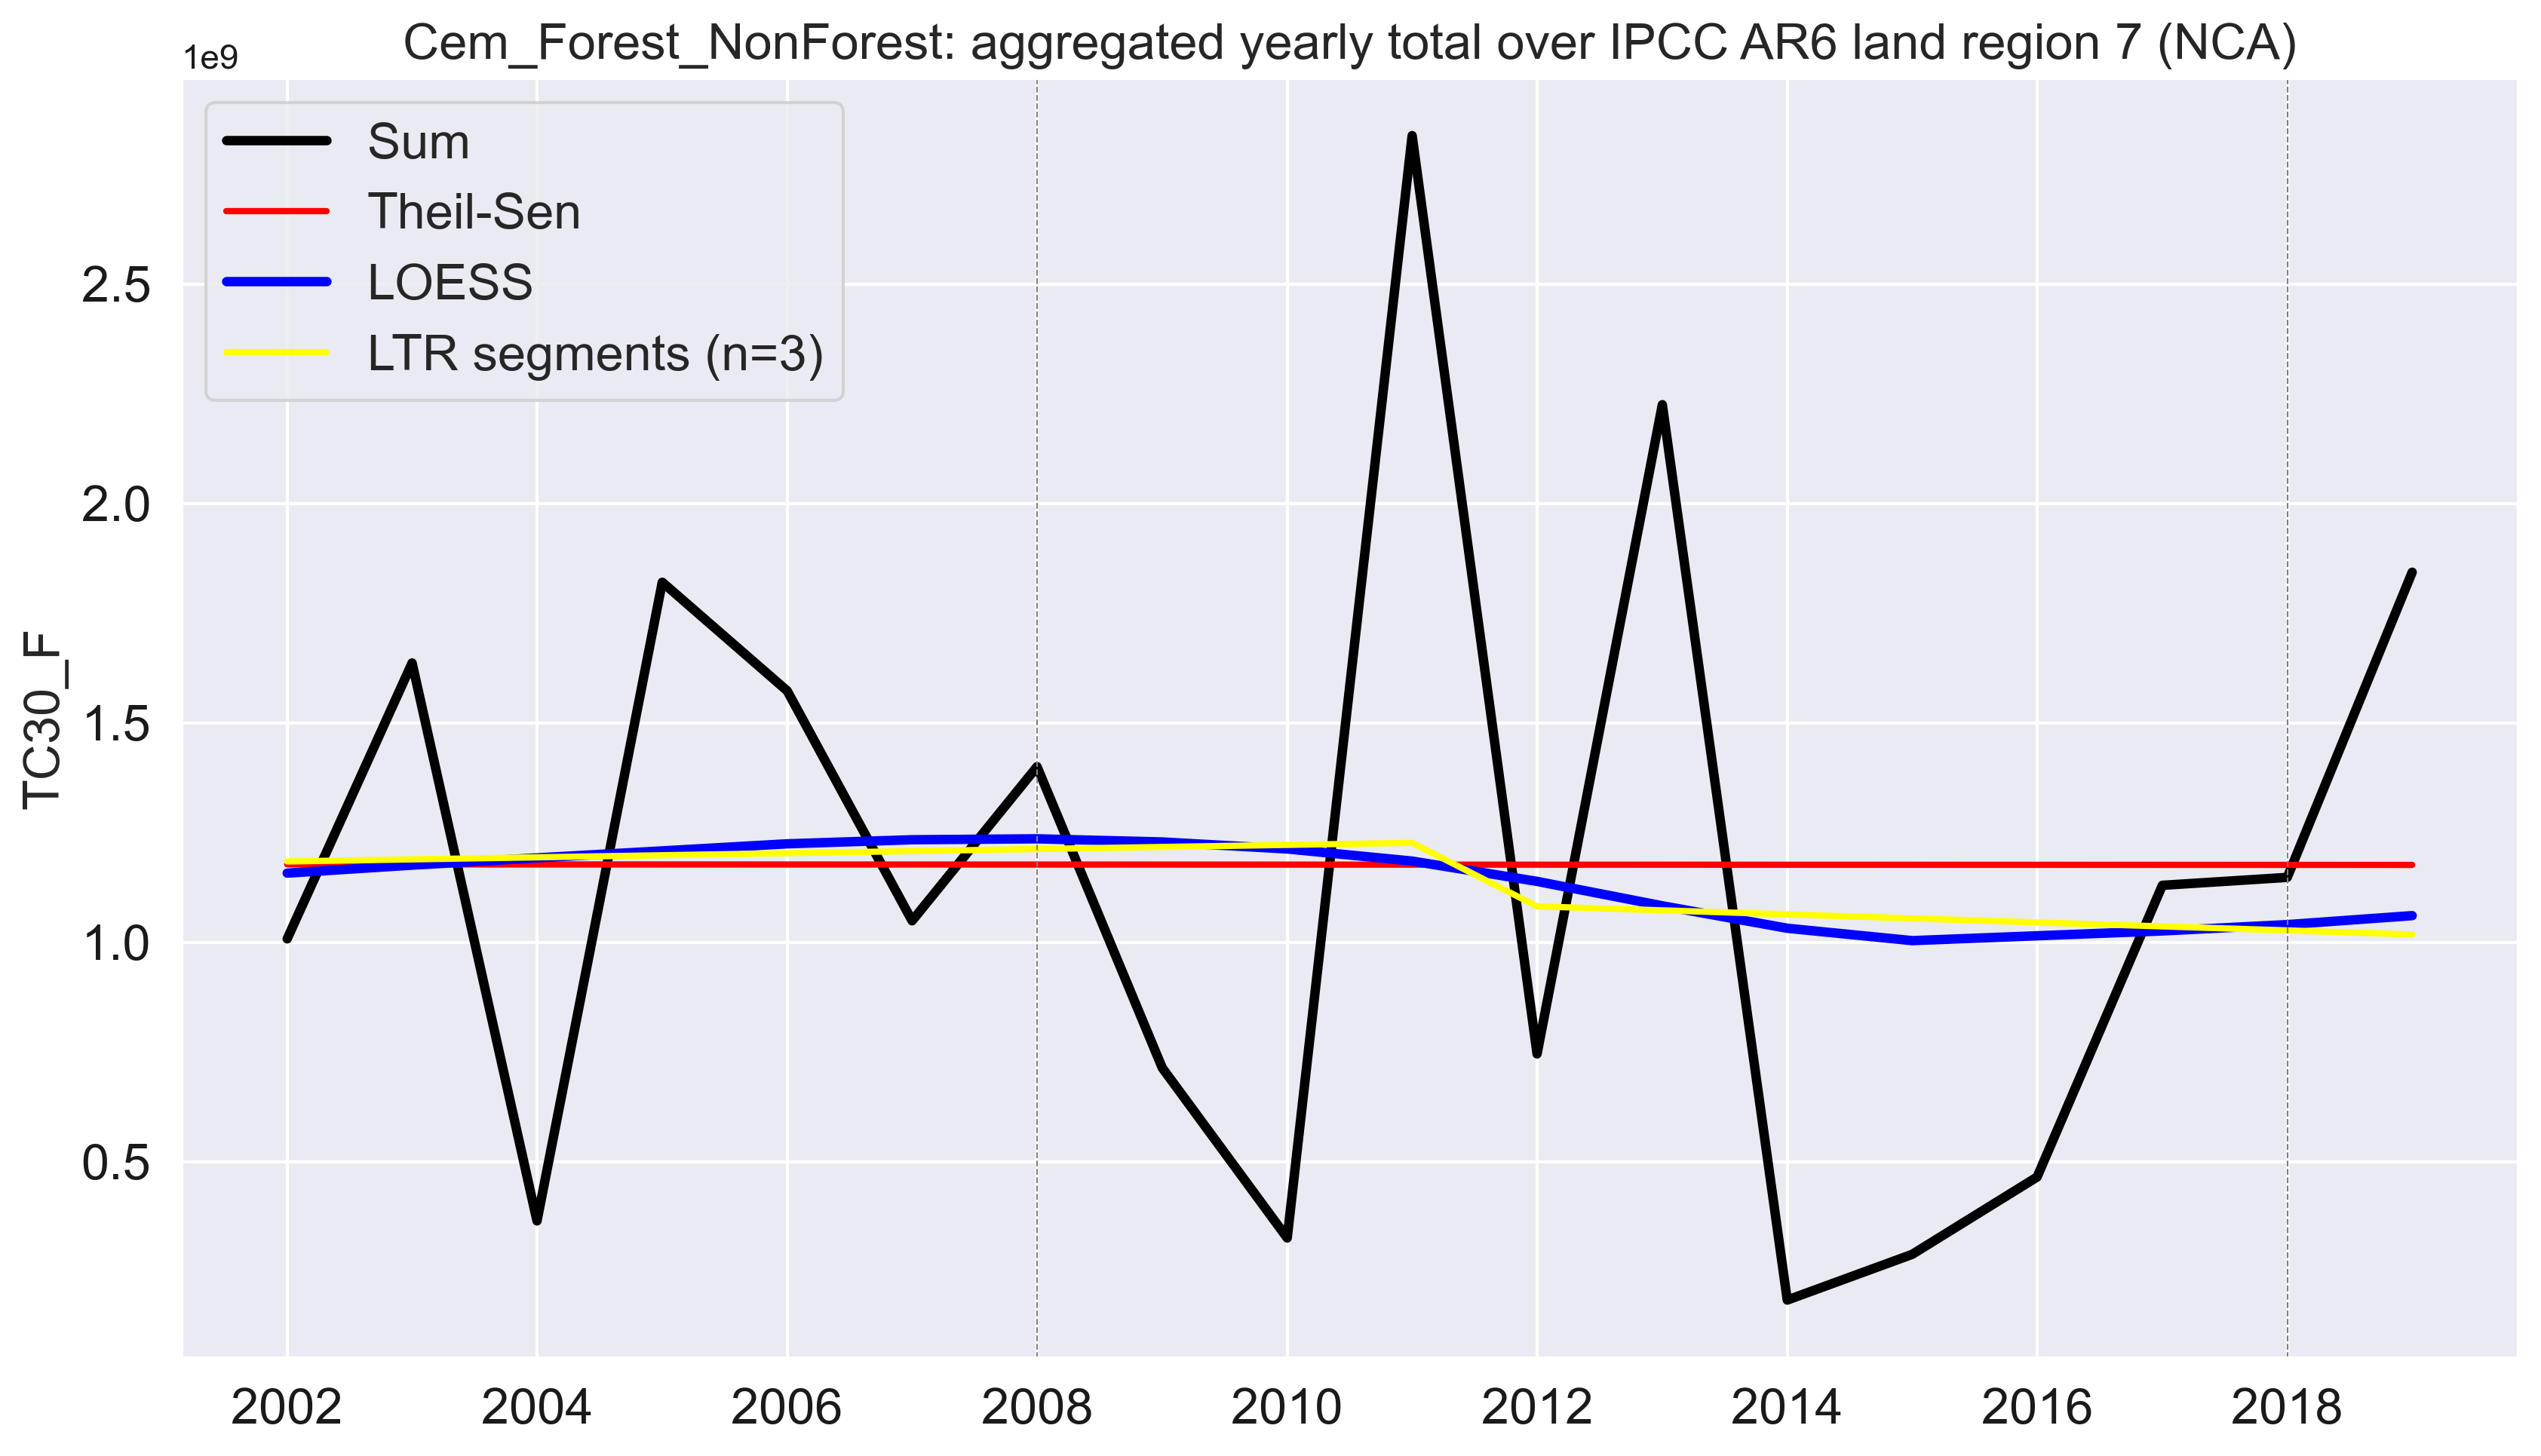 Cem_Forest_NonForest: aggregated yearly total over IPCC AR6 land region 7 (NCA)
1e9
Sum
Theil-Sen
LOESS
LTR segments (n=3)
2.5
2.0
1.5
1.0
0.5
TC30_F
2002 2004 2006 2008 2010 2012 2014 2016 2018